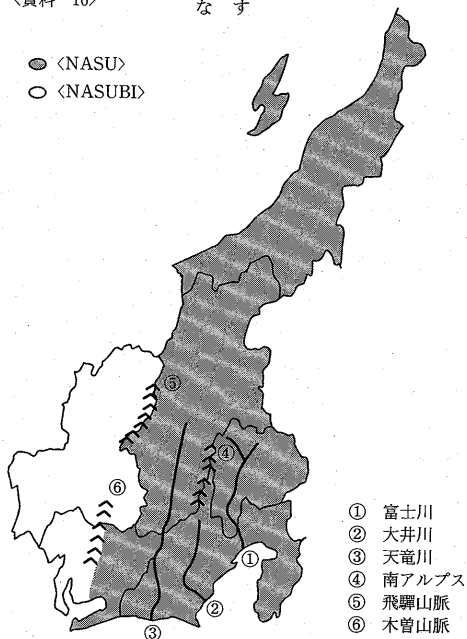 〈資料 16〉
なす
〈NASU〉
〈NASUBI〉
⑤
④
⑥
①
②
③
① 富士川
② 大井川
③ 天竜川
④ 南アルプス
⑤ 飛驒山脈
⑥ 木曽山脈